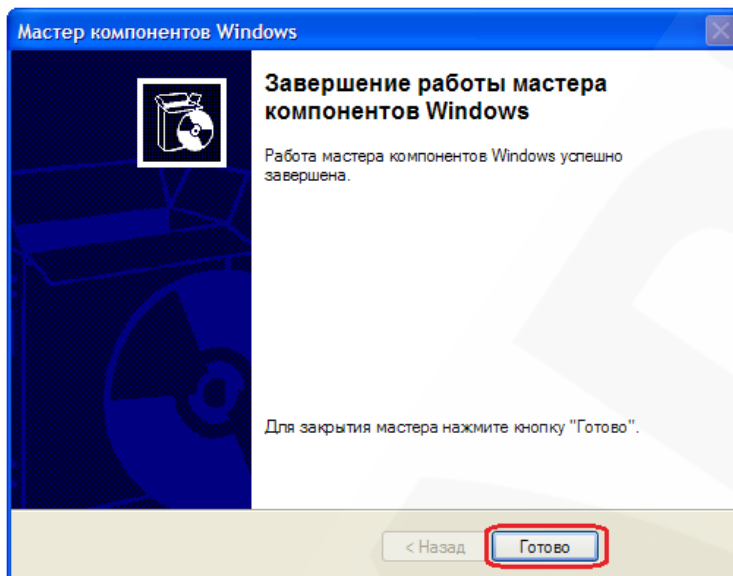 Мастер компонентов Windows
Завершение работы мастера
компонентов Windows
Работа мастера компонентов Windows успешно
завершена.
Для закрытия мастера нажмите кнопку "Готово".
< Назад
Готово